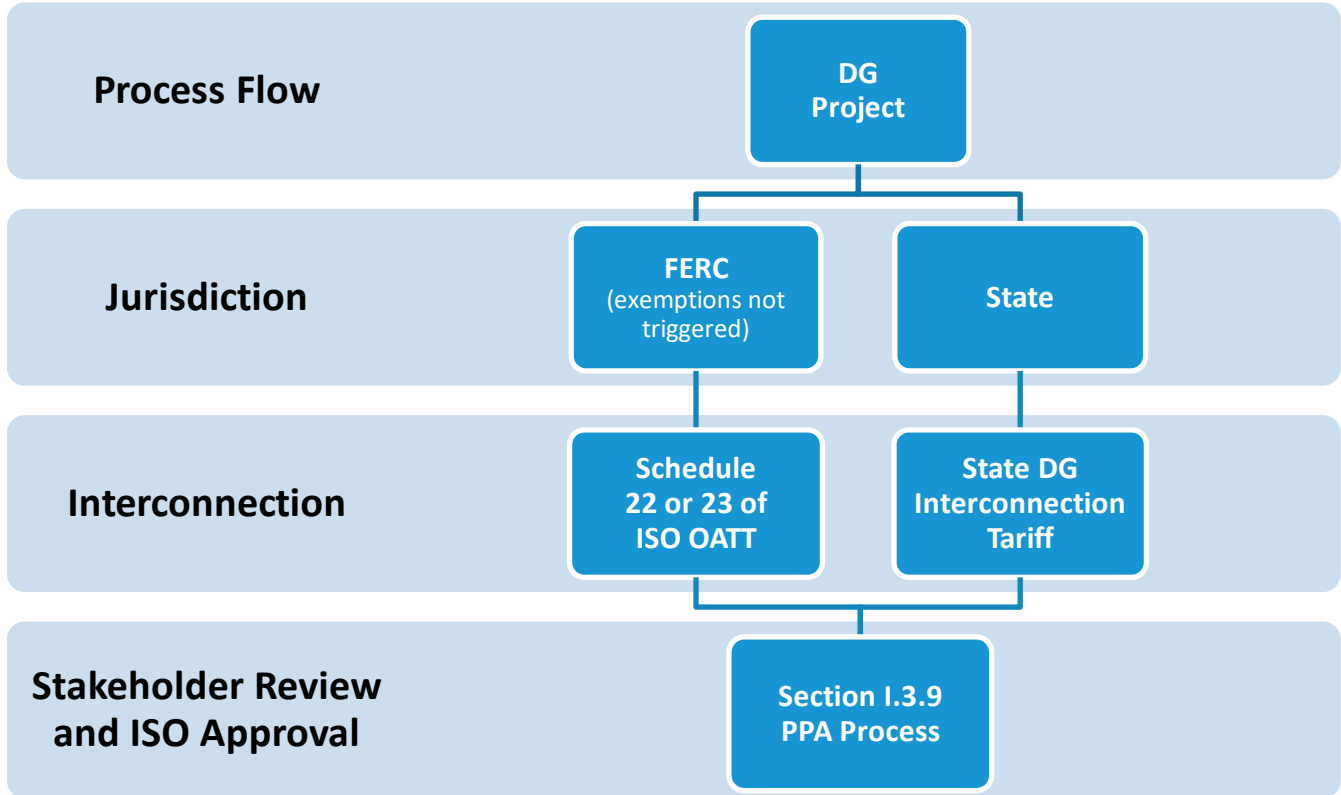 Process Flow
DG
Project
Jurisdiction
FERC
(exemptions not
triggered)
State
Interconnection
Schedule
22 or 23 of
ISO OATT
State DG
Interconnection
Tariff
Stakeholder Review
and ISO Approval
Section I.3.9
PPA Process